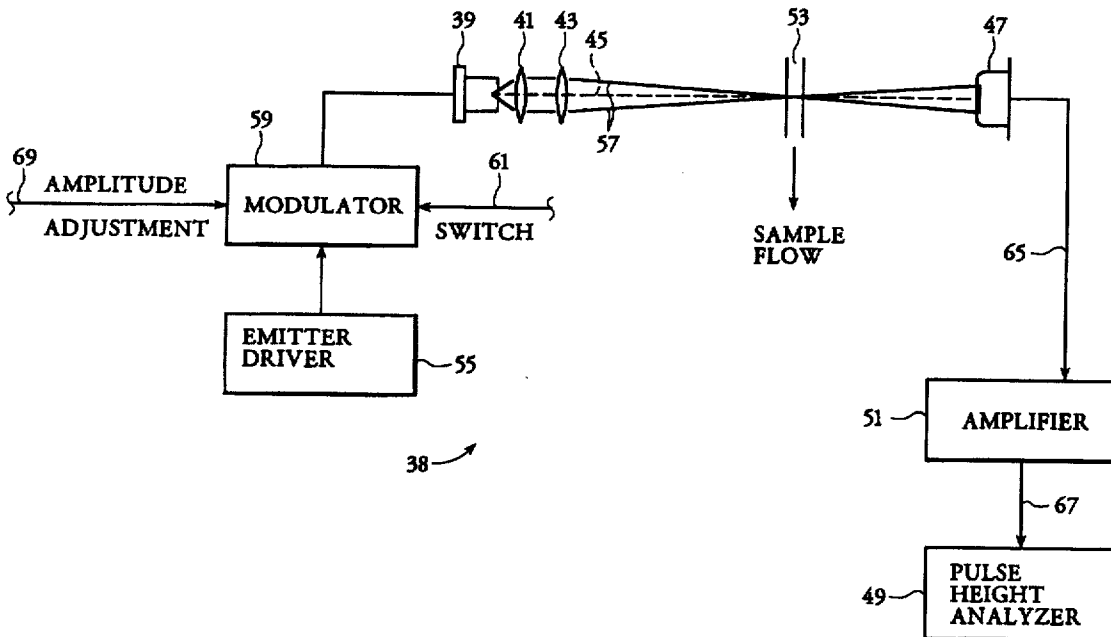 39
41
43
45
53
47
57
59
69
AMPLITUDE
ADJUSTMENT
MODULATOR
61
SWITCH
SAMPLE
FLOW
65
EMITTER
DRIVER
55
38
51
AMPLIFIER
67
49
PULSE
HEIGHT
ANALYZER